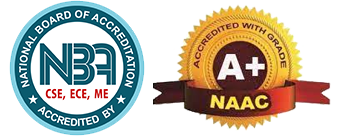 NATIONAL BOARD OF ACCREDITATION
NBA
CSE, ECE, ME
ACCREDITED BY
ACCREDITED WITH GRADE
A+
NAAC